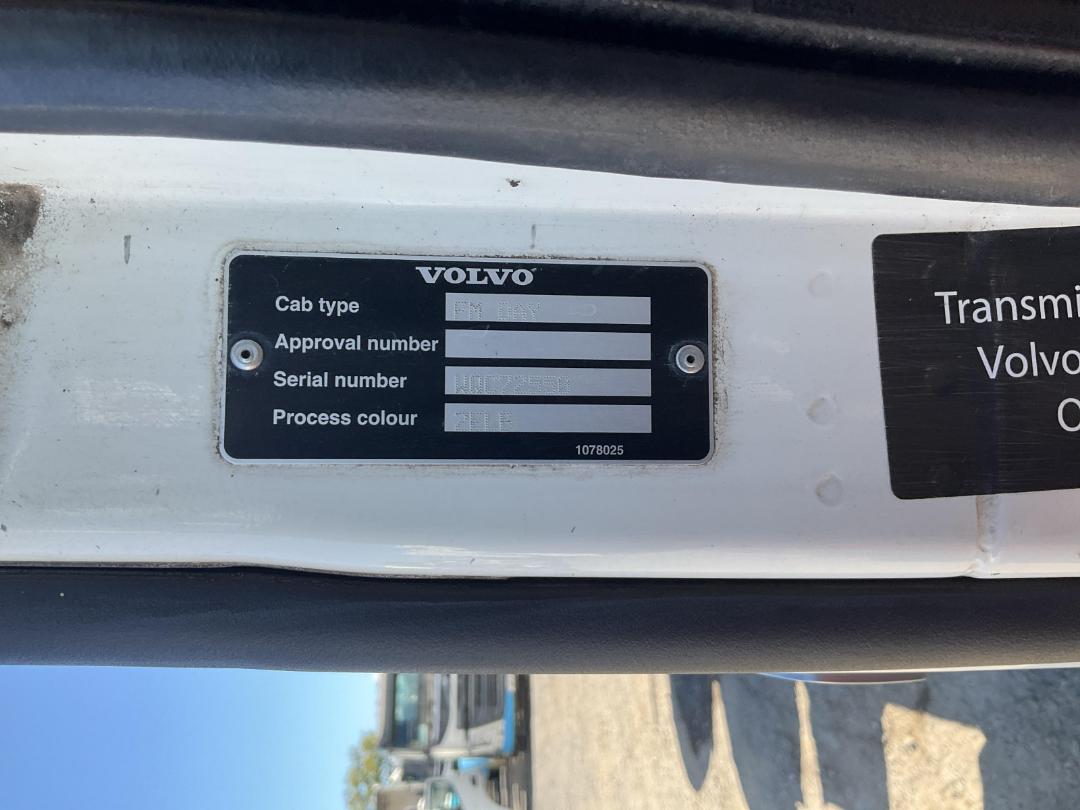 VOLVO
Cab type FM DAY
Approval number
Serial number
Process colour
1078025
Transmi
Volvo
O